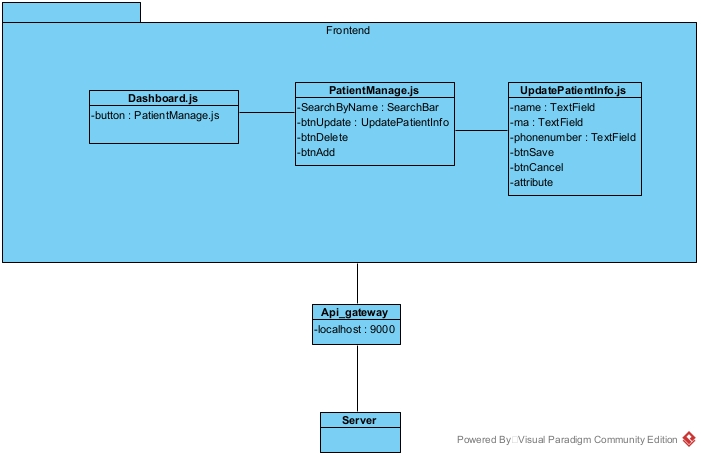 Frontend
Dashboard.js
-button : PatientManage.js
PatientManage.js
-SearchByName : SearchBar
-btnUpdate : UpdatePatientInfo
-btnDelete
-btnAdd
UpdatePatientInfo.js
-name : TextField
-ma : TextField
-phonenumber : TextField
-btnSave
-btnCancel
-attribute
Api_gateway
-localhost : 9000
Server
Powered By Visual Paradigm Community Edition